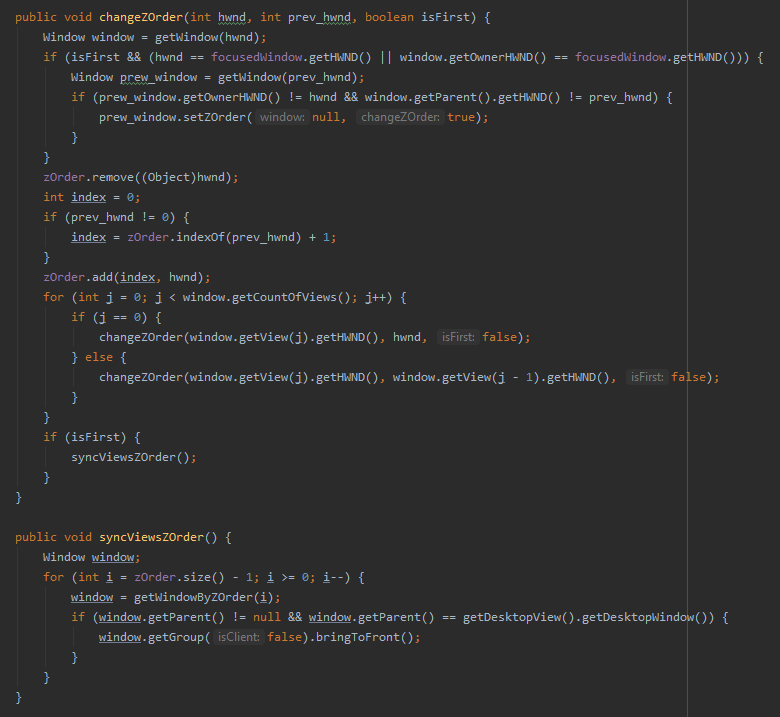 public void changeZOrder(int hwnd, int prev_hwnd, boolean isFirst) {
    Window window = getWindow(hwnd);
    if (isFirst && (hwnd == focusedWindow.getHWND() || window.getOwnerHWND() == focusedWindow.getHWND())) {
        Window prew_window = getWindow(prev_hwnd);
        if (prew_window.getOwnerHWND() != hwnd && window.getParent().getHWND() != prev_hwnd) {
            prew_window.setZOrder( window: null, changeZOrder: true);
        }
    }
    zOrder.remove((Object)hwnd);
    int index = 0;
    if (prev_hwnd != 0) {
        index = zOrder.indexOf(prev_hwnd) + 1;
    }
    zOrder.add(index, hwnd);
    for (int j = 0; j < window.getCountOfViews(); j++) {
        if (j == 0) {
            changeZOrder(window.getView(j).getHWND(), hwnd, isFirst: false);
        } else {
            changeZOrder(window.getView(j).getHWND(), window.getView(j - 1).getHWND(), isFirst: false);
        }
    }
    if (isFirst) {
        syncViewsZOrder();
    }
}

public void syncViewsZOrder() {
    Window window;
    for (int i = zOrder.size() - 1; i >= 0; i--) {
        window = getWindowByZOrder(i);
        if (window.getParent() != null && window.getParent() == getDesktopView().getDesktopWindow()) {
            window.getGroup( isClient: false).bringToFront();
        }
    }
}